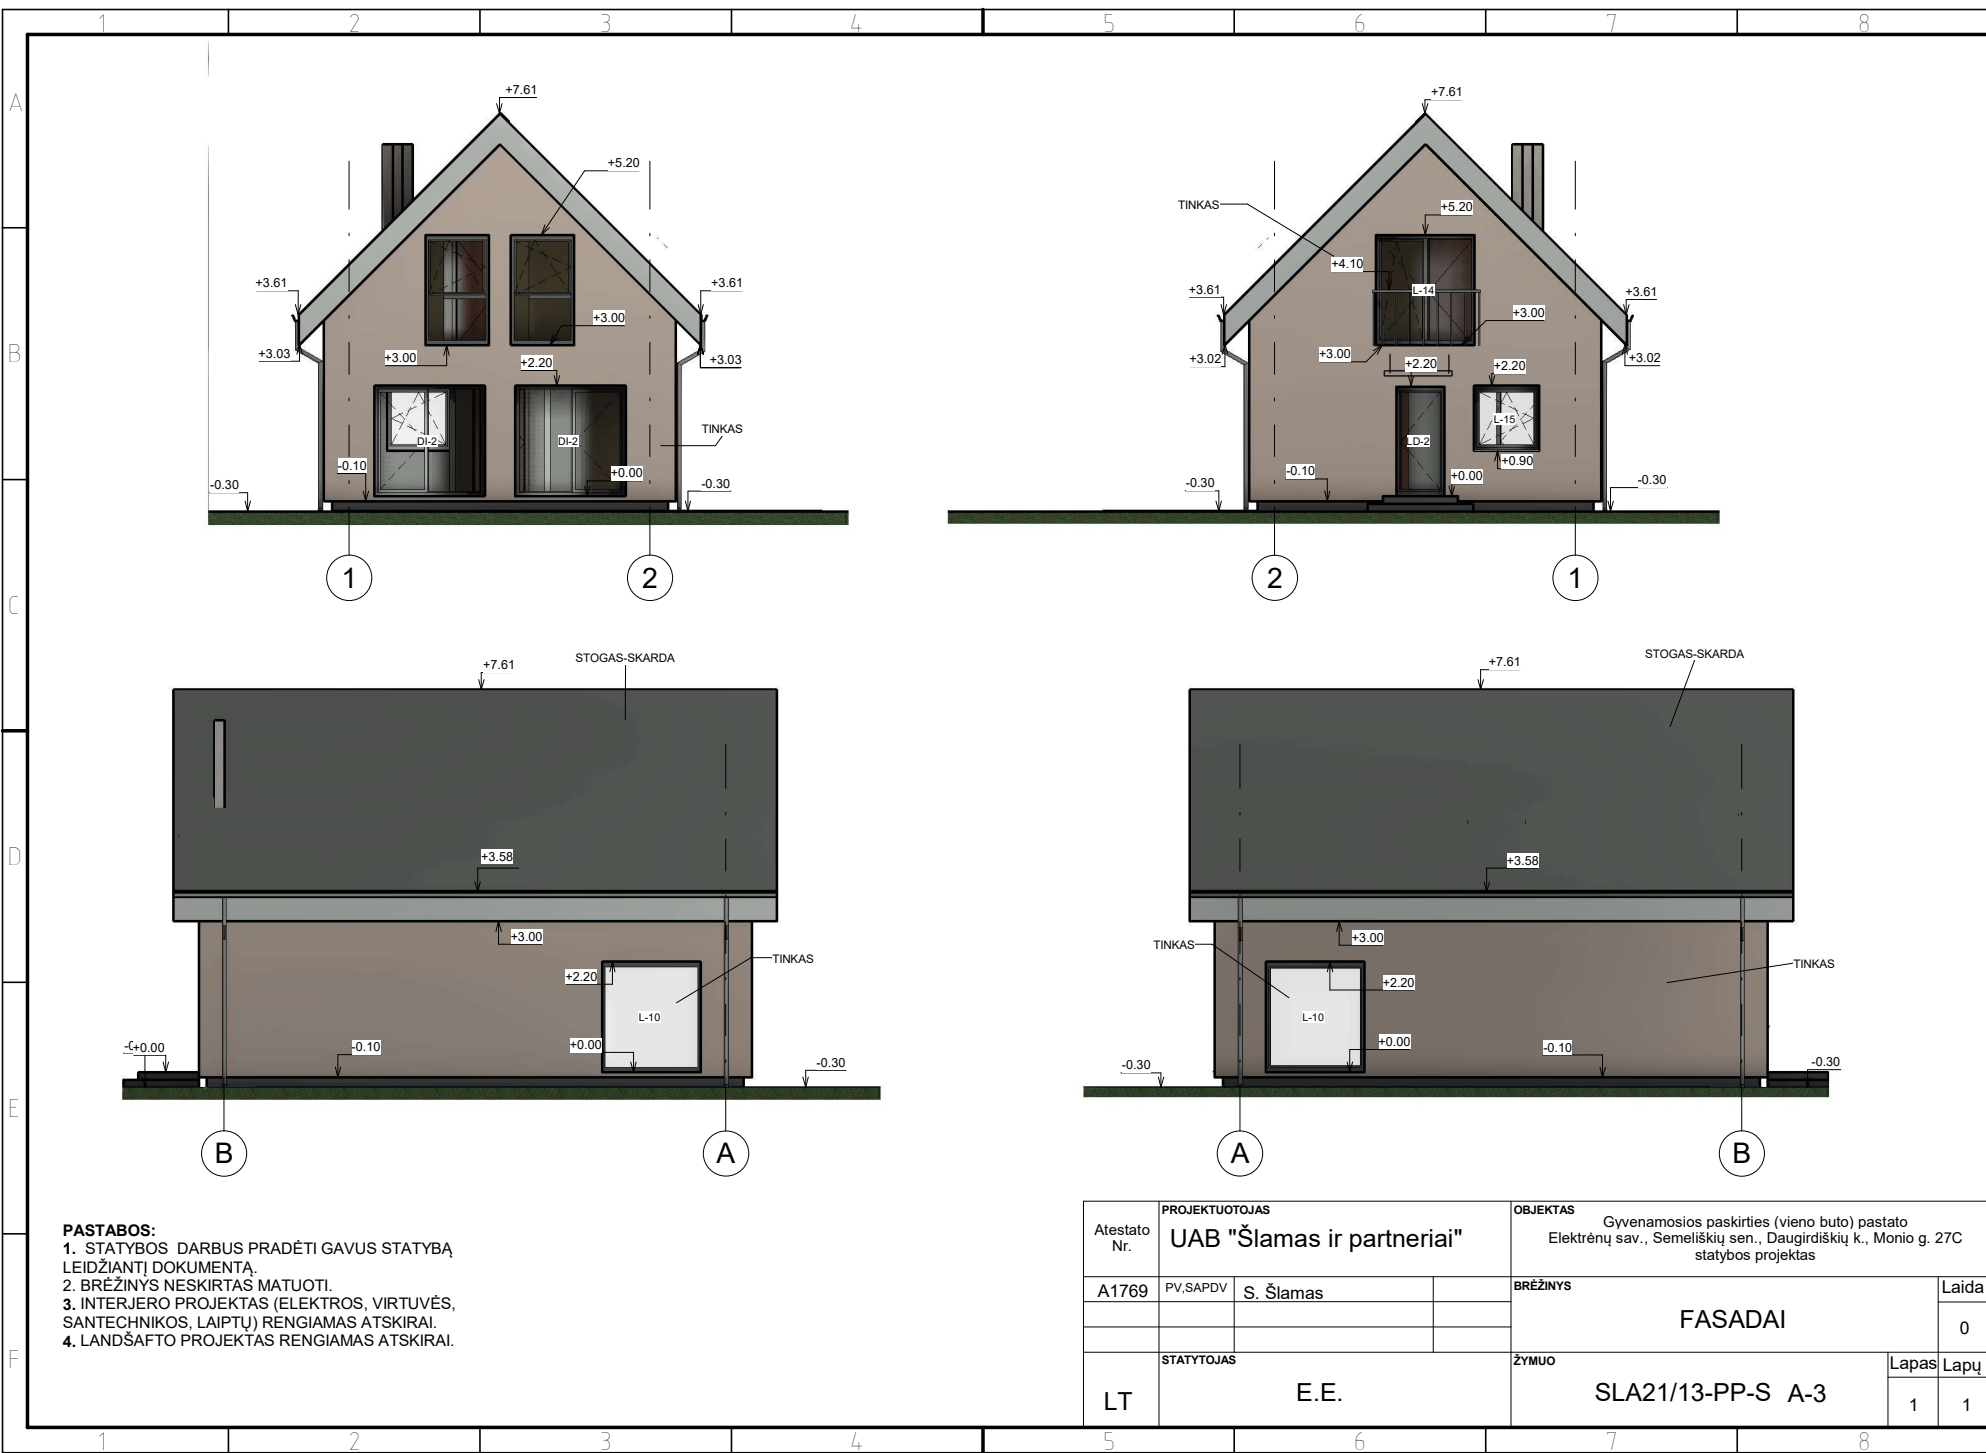 1 2 3 4 5 6 7 8
A
B
C
D
E
F
+7.61
+5.20
+3.61
+3.61
+3.00
+3.03
+3.00
+2.20
+3.03
DI-2
DI-2
TINKAS
-0.10
+0.00
-0.30
-0.30
1
2
+7.61
TINKAS
+5.20
+4.10
L-14
+3.61
+3.61
+3.00
+3.02
+3.00
+2.20
+2.20
+3.02
L-15
LD-2
+0.90
-0.10
+0.00
-0.30
-0.30
2
1
+7.61
STOGAS-SKARDA
+3.58
+3.00
+2.20
TINKAS
L-10
+0.00
-0.10
+0.00
-0.30
B
A
+7.61
STOGAS-SKARDA
+3.58
+3.00
TINKAS
TINKAS
+2.20
L-10
+0.00
-0.10
-0.30
-0.30
A
B
PASTABOS:
1. STATYBOS DARBUS PRADĖTI GAVUS STATYBĄ
LEIDŽIANTĮ DOKUMENTĄ.
2. BRĖŽINYS NESKIRTAS MATUOTI.
3. INTERJERO PROJEKTAS (ELEKTROS, VIRTUVĖS,
SANTECHNIKOS, LAIPTŲ) RENGIAMAS ATSKIRAI.
4. LANDŠAFTO PROJEKTAS RENGIAMAS ATSKIRAI.
Atestato
Nr.
PROJEKTUOTOJAS
UAB "Šlamas ir partneriai"
OBJEKTAS
Gyvenamosios paskirties (vieno buto) pastato
Elektrėnų sav., Semeliškių sen., Daugirdiškių k., Monio g. 27C
statybos projektas
A1769 PV,SAPDV S. Šlamas
BRĖŽINYS
FASADAI
Laida
0
LT
STATYTOJAS
E.E.
ŽYMUO
SLA21/13-PP-S A-3
Lapas Lapų
1 1
1 2 3 4 5 6 7 8